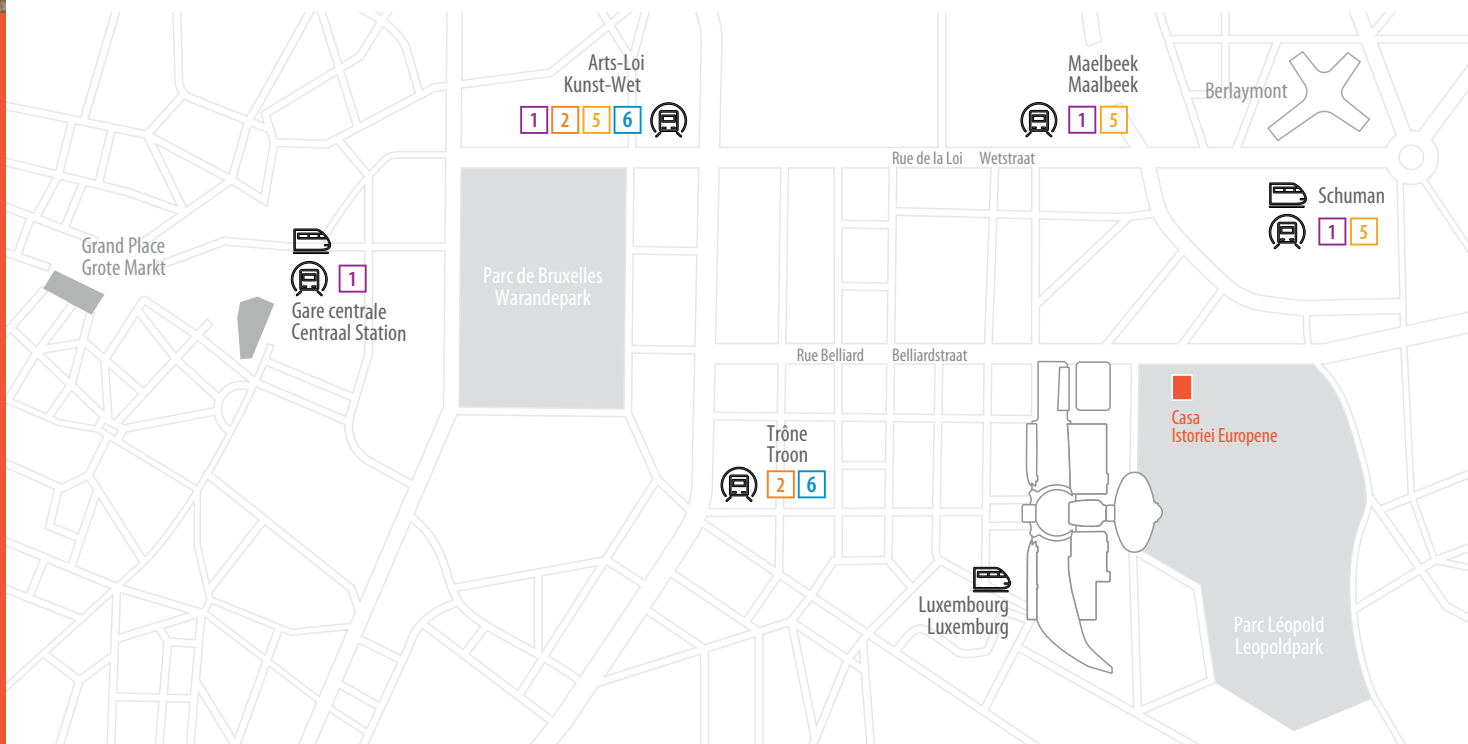 Arts-Loi
Kunst-Wet
1 2 5 6
Maelbeek
Maalbeek
1 5
Berlaymont
Rue de la Loi Wetstraat
Schuman
1 5
Grand Place
Grote Markt
1
Gare centrale
Centraal Station
Parc de Bruxelles
Warandepark
Rue Belliard Belliardstraat
Casa
Istoriei Europene
Trône
Troon
2 6
Luxembourg
Luxemburg
Parc Léopold
Leopoldpark